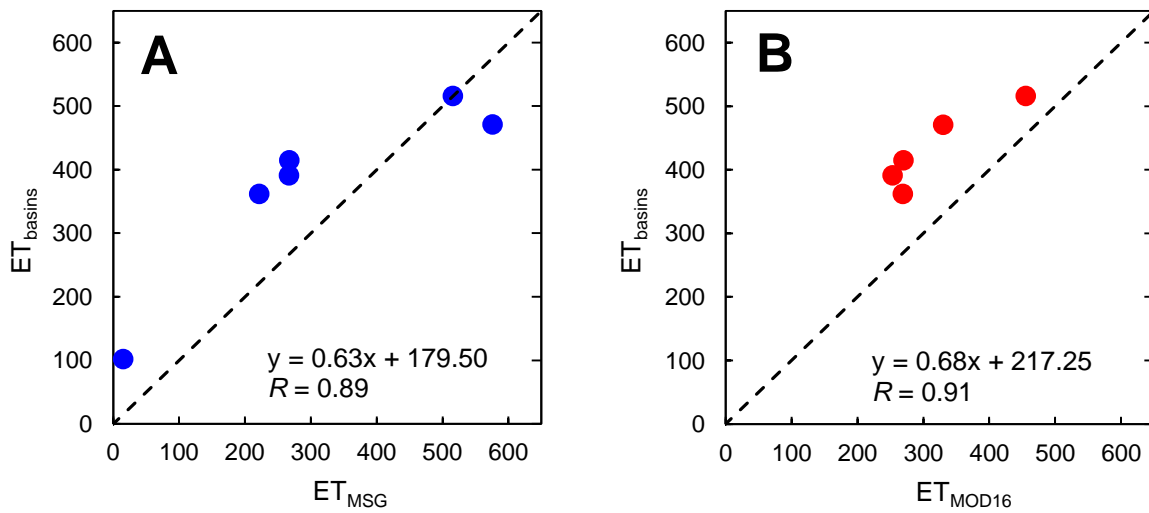 A
600
500
400
300
200
100
0
ET_basins
y = 0.63x + 179.50
R = 0.89
0 100 200 300 400 500 600
ET_MSG
B
600
500
400
300
200
100
0
ET_basins
y = 0.68x + 217.25
R = 0.91
0 100 200 300 400 500 600
ET_MOD16